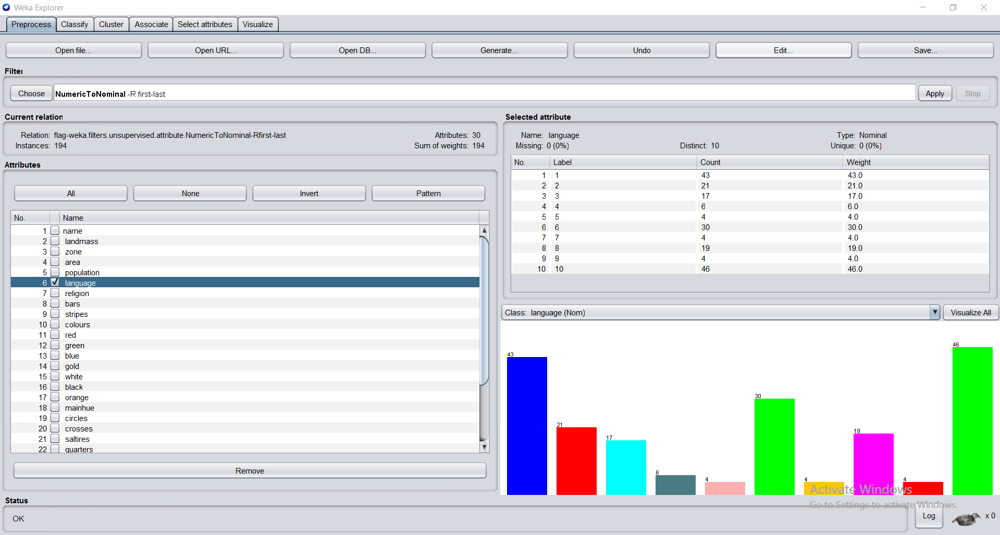 Weka Explorer
Preprocess Classify Cluster Associate Select attributes Visualize
Open file... Open URL... Open DB... Generate... Undo Edit... Save...
Filter
Choose NumericToNominal -R first-last Apply Stop
Current relation
Relation: flag-weka.filters.unsupervised.attribute.NumericToNominal-Rfirst-last Attributes: 30
Instances: 194 Sum of weights: 194
Attributes
All None Invert Pattern
No. Name
1 name
2 landmass
3 zone
4 area
5 population
6 language
7 religion
8 bars
9 stripes
10 colours
11 red
12 green
13 blue
14 gold
15 white
16 black
17 orange
18 mainhue
19 circles
20 crosses
21 saltires
22 quarters
Remove
Selected attribute
Name: language Type: Nominal
Missing: 0 (0%) Distinct: 10 Unique: 0 (0%)
No. Label Count Weight
1 1 43 43.0
2 2 21 21.0
3 3 17 17.0
4 4 6 6.0
5 5 4 4.0
6 6 30 30.0
7 7 4 4.0
8 8 19 19.0
9 9 4 4.0
10 10 46 46.0
Class: language (Nom) Visualize All
43 21 17 6 4 30 4 19 4 46
Activate Windows
Go to Settings to activate Windows.
Status
OK Log x 0